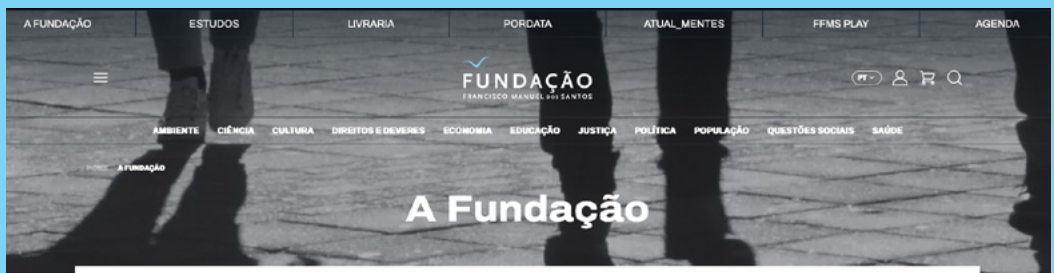 A FUNDAÇÃO ESTUDOS LIVRARIA PORDATA ATUAL_MENTES FFMS PLAY AGENDA
FUNDAÇÃO
FRANCISCO MANUEL DOS SANTOS
PT
AMBIENTE CIÊNCIA CULTURA DIREITOS E DEVERES ECONOMIA EDUCAÇÃO JUSTIÇA POLÍTICA POPULAÇÃO QUESTÕES SOCIAIS SAÚDE
HOME A FUNDAÇÃO
A Fundação